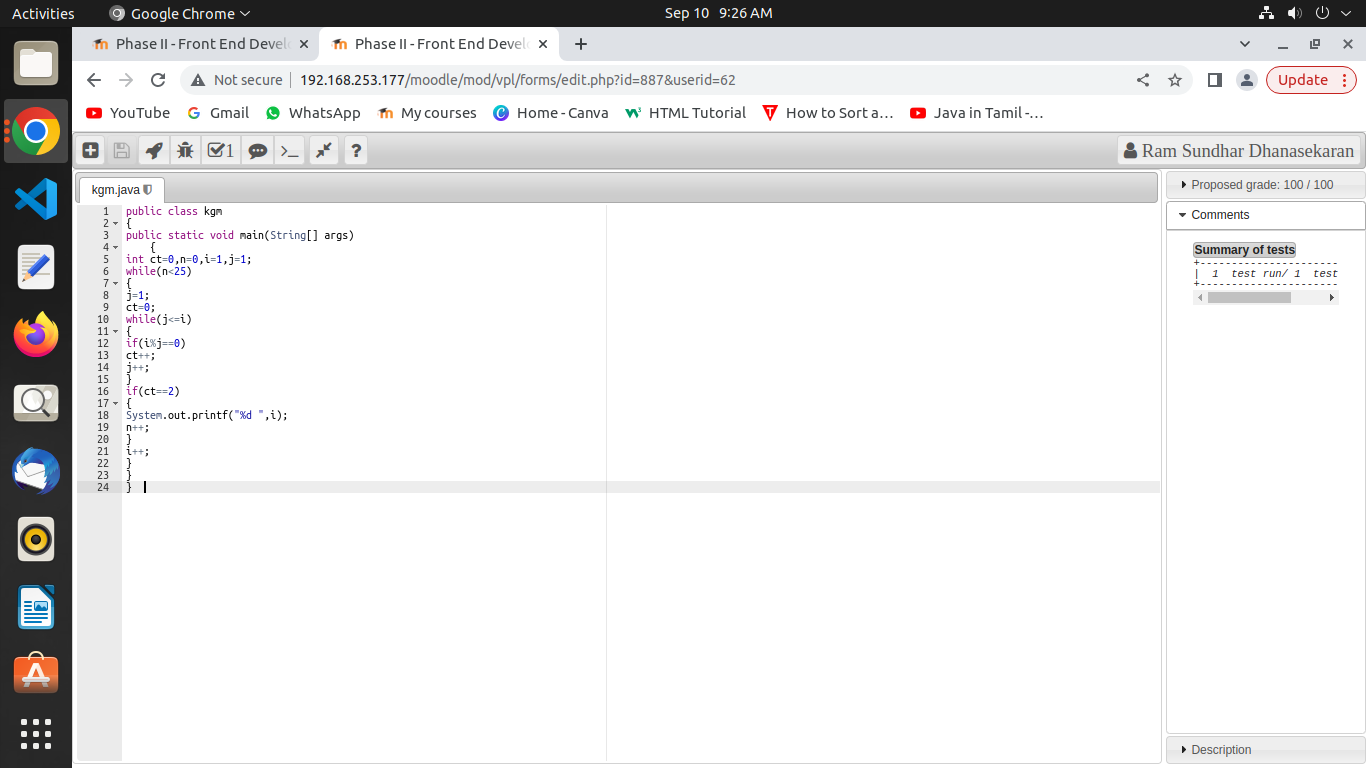 Activities
Google Chrome
Sep 10 9:26 AM
Phase II - Front End Devel
Phase II - Front End Devel
Not secure
192.168.253.177/moodle/mod/vpl/forms/edit.php?id=887&userid=62
Update
YouTube
Gmail
WhatsApp
My courses
Home - Canva
HTML Tutorial
How to Sort a…
Java in Tamil -…
1
?
Ram Sundhar Dhanasekaran
kgm.java
1 public class kgm
2 {
3 public static void main(String[] args)
4 {
5 int ct=0,n=0,i=1,j=1;
6 while(n<25)
7 {
8 j=1;
9 ct=0;
10 while(j<=i)
11 {
12 if(i%j==0)
13 ct++;
14 j++;
15 }
16 if(ct==2)
17 {
18 System.out.printf("%d ",i);
19 n++;
20 }
21 i++;
22 }
23 }
24 }
Proposed grade: 100 / 100
Comments
Summary of tests
+----------------------
| 1 test run/ 1 test
+----------------------
Description